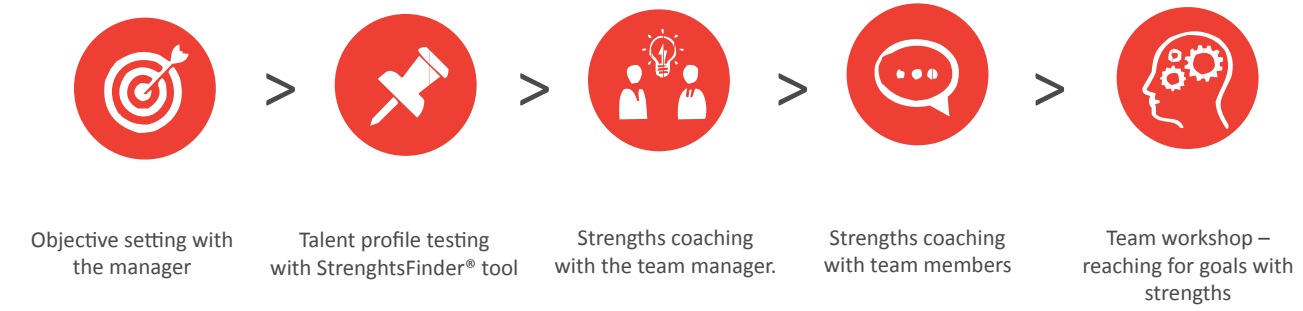 >
>
>
>
Objective setting with
the manager
Talent profile testing
with StrenghtsFinder® tool
Strengths coaching
with the team manager.
Strengths coaching
with team members
Team workshop –
reaching for goals with
strengths